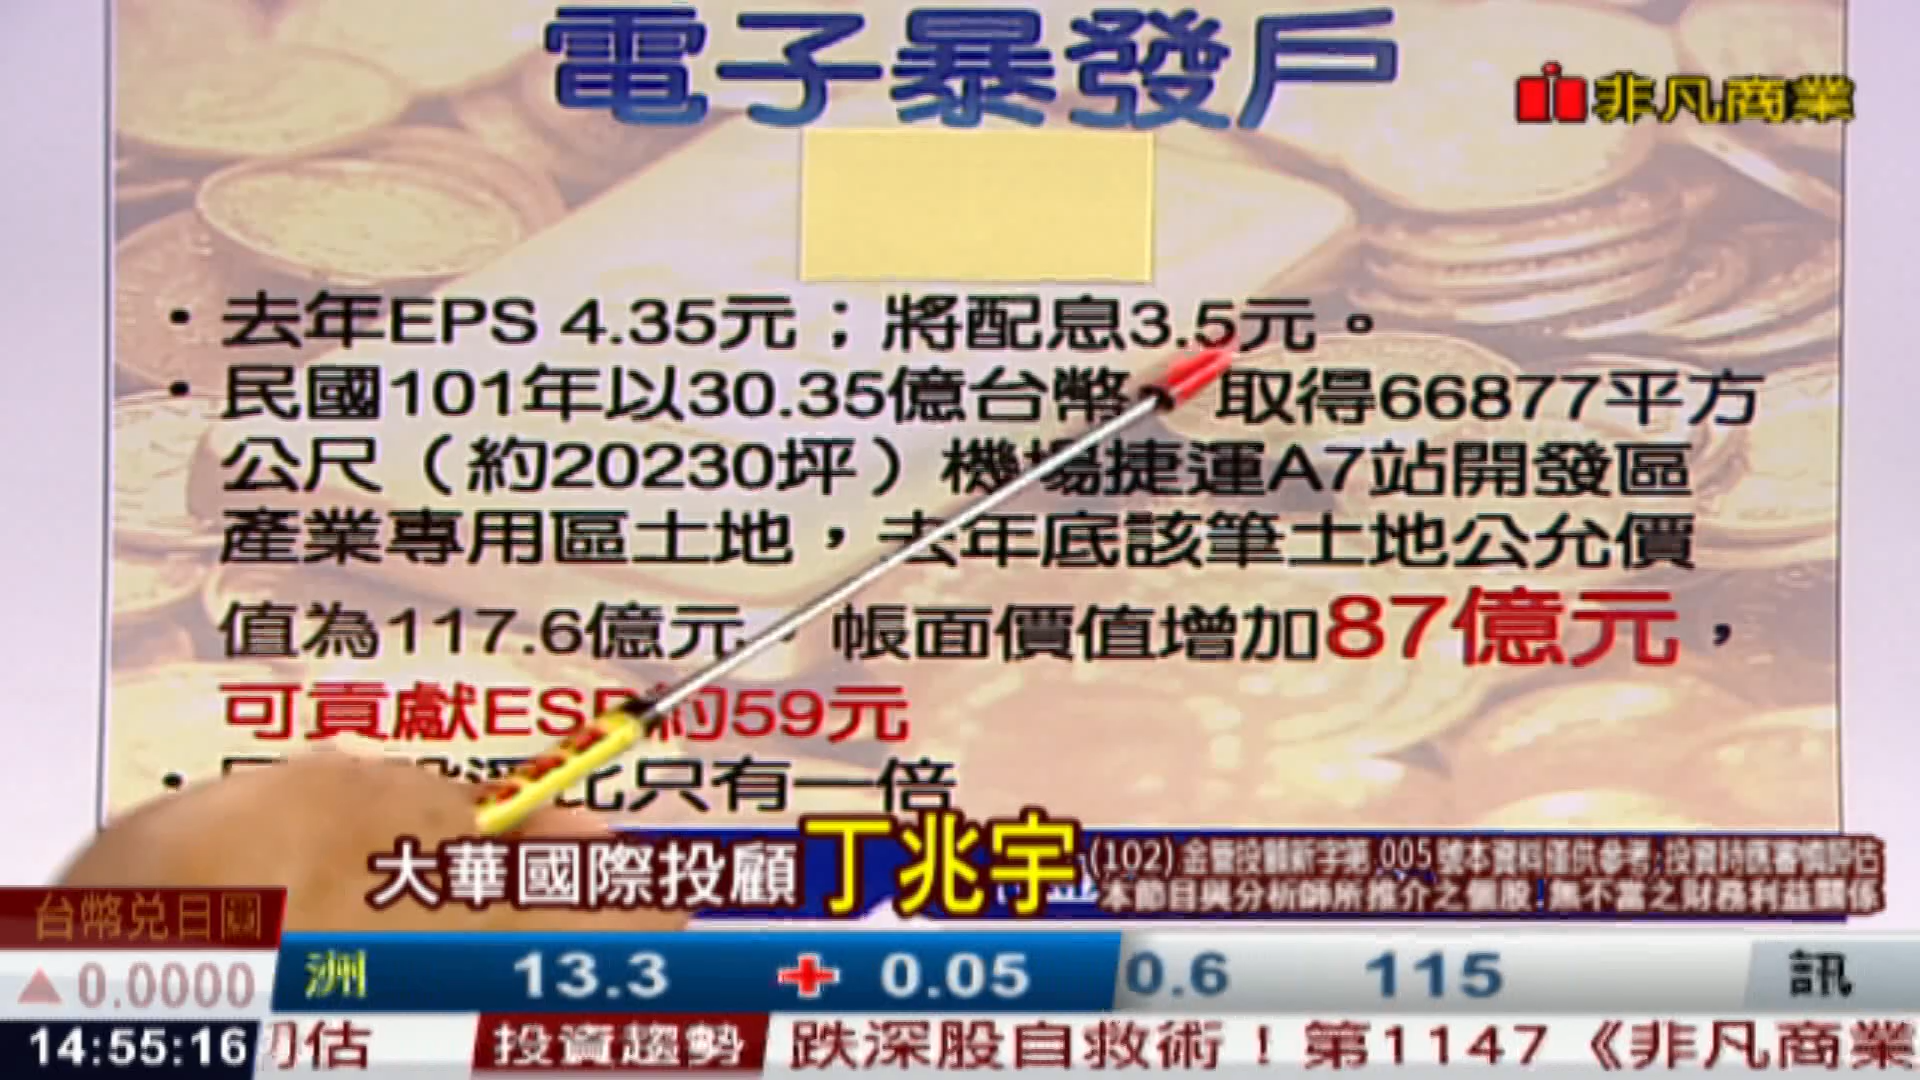 電子暴發戶
非凡商業
• 去年EPS 4.35元；將配息3.5元。
• 民國101年以30.35億台幣， 取得66877平方
公尺（約20230坪）機場捷運A7站開發區
產業專用區土地，去年底該筆土地公允價
值為117.6億元，帳面價值增加87億元，
可貢獻ESP約59元
• 比只有一倍
大華國際投顧 丁兆宇 (102)金管投顧新字第 005 號本資料僅供參考,投資時應審慎評估
本節目與分析師所推介之個股!無不當之財務利益關係
台幣兌日圓
▲0.0000 洲 13.3 + 0.05 0.6 115 訊
14:55:16 估 投資趨勢 跌深股自救術！第1147《非凡商業